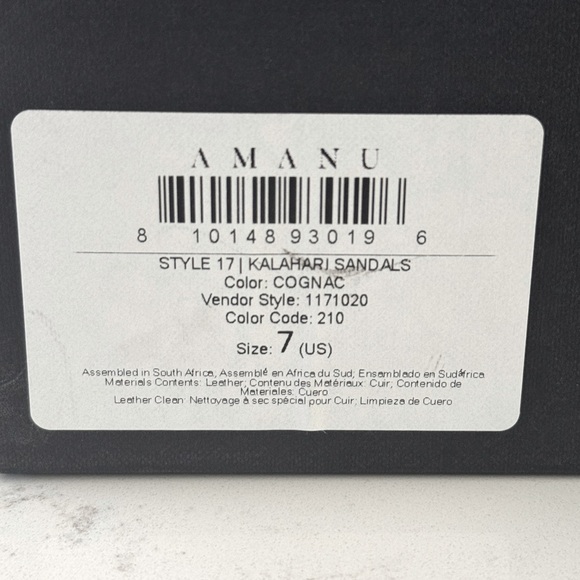 AMANU
8 10148 93019 6
STYLE 17 | KALAHARI SANDALS
Color: COGNAC
Vendor Style: 1171020
Color Code: 210
Size: 7 (US)
Assembled in South Africa; Assemblé en Africa du Sud; Ensamblado en Sudáfrica
Materials Contents: Leather; Contenu des Matériaux: Cuir; Contenido de
Materiales: Cuero
Leather Clean: Nettoyage à sec spécial pour Cuir; Limpieza de Cuero